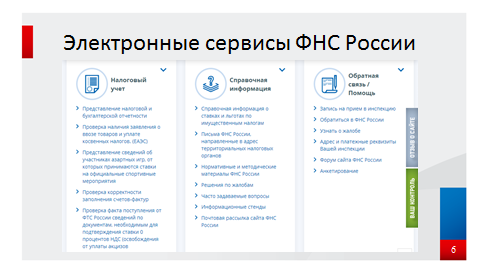 Электронные сервисы ФНС России
Налоговый
учет
Представление налоговой и
бухгалтерской отчетности
Проверка наличия заявления о
ввозе товаров и уплате
косвенных налогов. (ЕАЭС)
Представление сведений об
участниках азартных игр, от
которых принимаются ставки
на официальные спортивные
мероприятия
Проверка корректности
заполнения счетов-фактур
Проверка факта поступления от
ФТС России сведений по
документам, необходимым для
подтверждения ставки 0
процентов НДС (освобождения
от уплаты акцизов
Справочная
информация
Справочная информация о
ставках и льготах по
имущественным налогам
Письма ФНС России,
направленные в адрес
территориальных налоговых
органов
Нормативные и методические
материалы ФНС России
Решения по жалобам
Часто задаваемые вопросы
Информационные стенды
Почтовая рассылка сайта ФНС
России
Обратная
связь /
Помощь
Запись на прием в инспекцию
Обратиться в ФНС России
Узнать о жалобе
Адрес и платежные реквизиты
Вашей инспекции
Форум сайта ФНС России
Анкетирование
ОТЗЫВ О САЙТЕ
ВАШ КОНТРОЛЬ
6